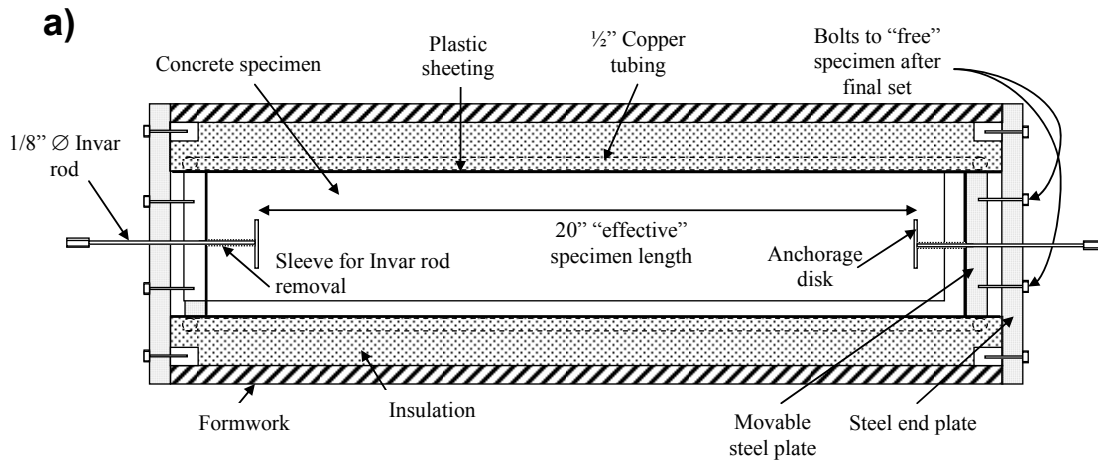 a)
Concrete specimen
Plastic
sheeting
½” Copper
tubing
Bolts to “free”
specimen after
final set
1/8” ∅ Invar
rod
20” “effective”
specimen length
Sleeve for Invar rod
removal
Anchorage
disk
Formwork
Insulation
Movable
steel plate
Steel end plate